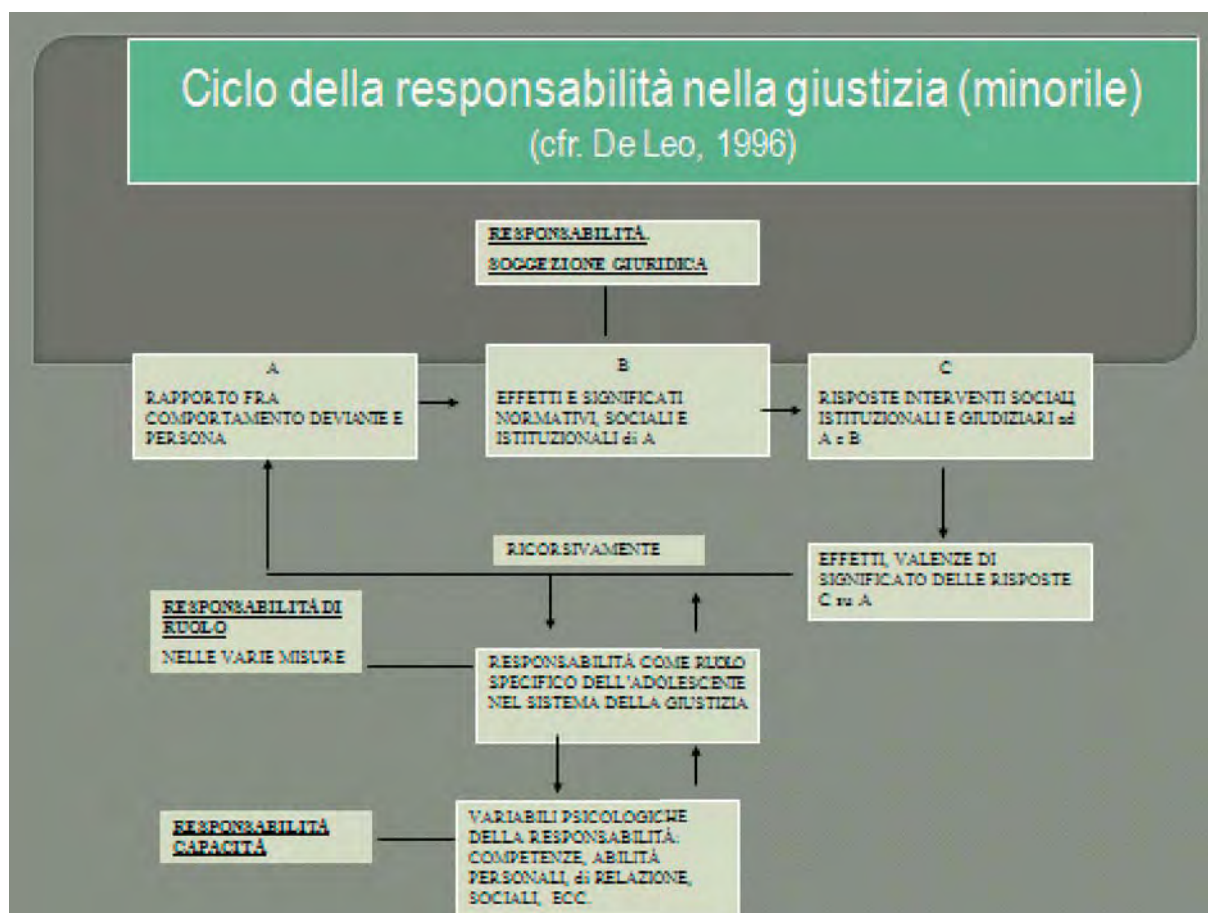 Ciclo della responsabilità nella giustizia (minorile)
(cfr. De Leo, 1996)
RESPONSABILITÀ
SOGGEZIONE GIURIDICA
A
RAPPORTO FRA
COMPORTAMENTO DEVIANTE E
PERSONA
B
EFFETTI E SIGNIFICATI
NORMATIVI, SOCIALI E
ISTITUZIONALI di A
C
RISPOSTE INTERVENTI SOCIALI,
ISTITUZIONALI E GIUDIZIARI ad
A e B
RICORSIVAMENTE
EFFETTI, VALENZE DI
SIGNIFICATO DELLE RISPOSTE
C su A
RESPONSABILITÀ DI
RUOLO
NELLE VARIE MISURE
RESPONSABILITÀ COME RUOLO
SPECIFICO DELL'ADOLESCENTE
NEL SISTEMA DELLA GIUSTIZIA
RESPONSABILITÀ
CAPACITÀ
VARIABILI PSICOLOGICHE
DELLA RESPONSABILITÀ:
COMPETENZE, ABILITÀ
PERSONALI, di RELAZIONE,
SOCIALI, ECC.